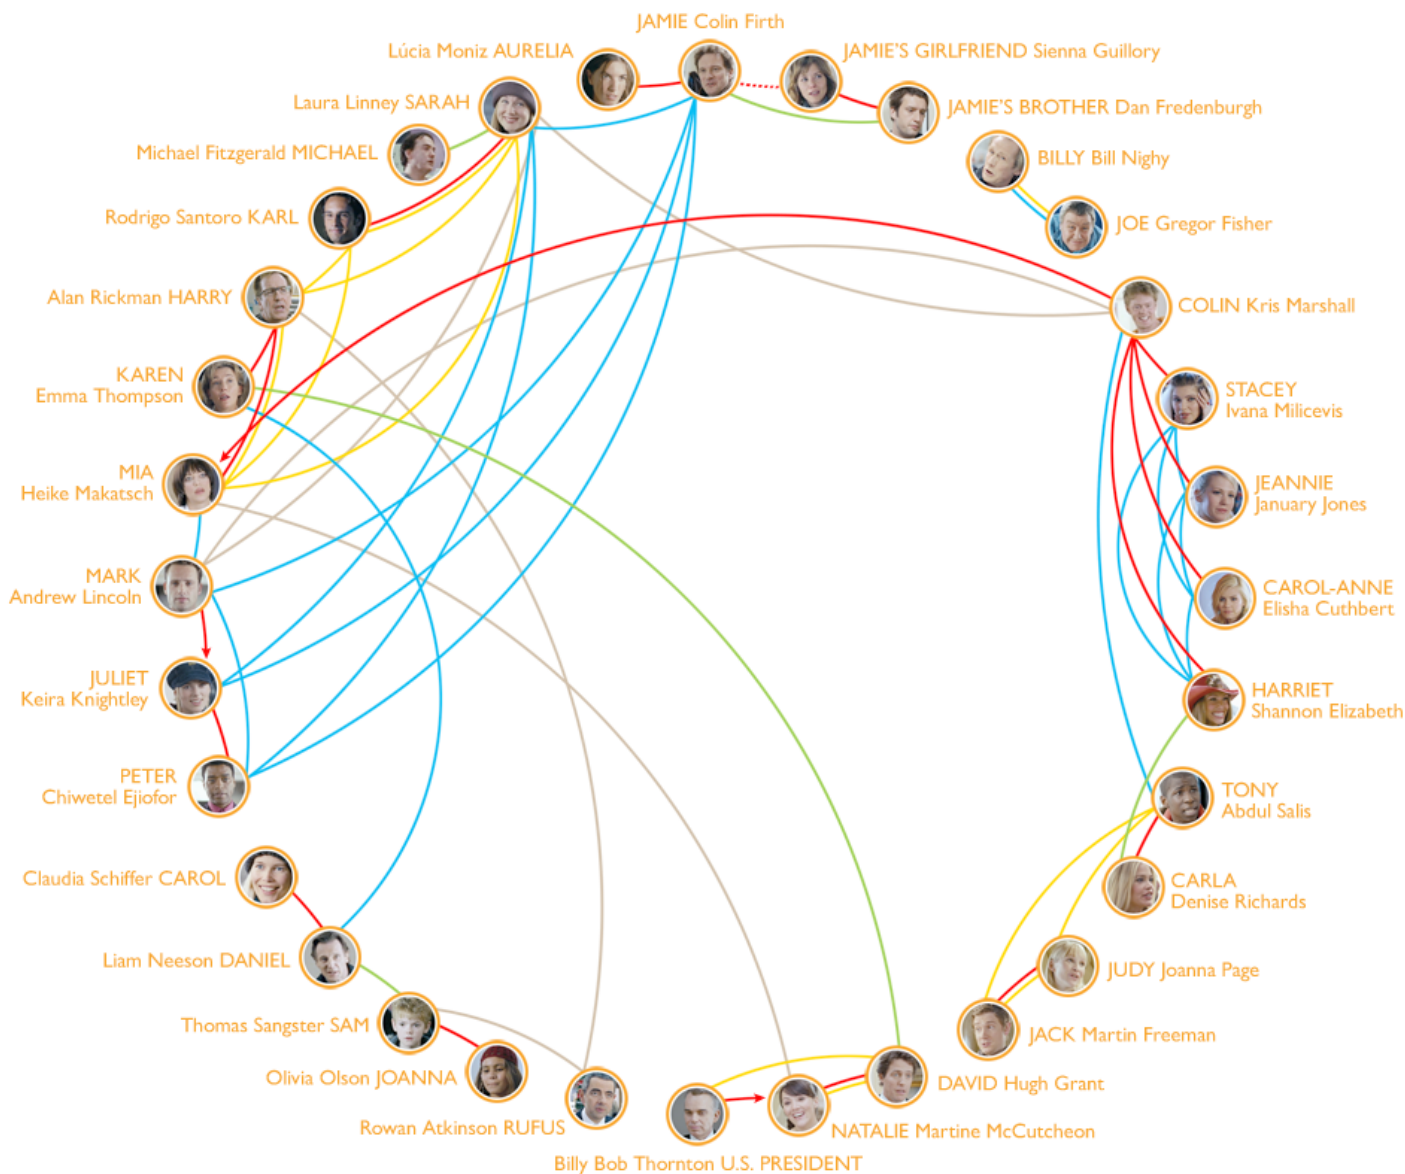 JAMIE Colin Firth
Lúcia Moniz AURELIA
JAMIE'S GIRLFRIEND Sienna Guillory
Laura Linney SARAH
JAMIE'S BROTHER Dan Fredenburgh
Michael Fitzgerald MICHAEL
BILLY Bill Nighy
Rodrigo Santoro KARL
JOE Gregor Fisher
Alan Rickman HARRY
COLIN Kris Marshall
KAREN
Emma Thompson
STACEY
Ivana Milicevis
MIA
Heike Makatsch
JEANNIE
January Jones
MARK
Andrew Lincoln
CAROL-ANNE
Elisha Cuthbert
JULIET
Keira Knightley
HARRIET
Shannon Elizabeth
PETER
Chiwetel Ejiofor
TONY
Abdul Salis
Claudia Schiffer CAROL
CARLA
Denise Richards
Liam Neeson DANIEL
JUDY Joanna Page
Thomas Sangster SAM
JACK Martin Freeman
Olivia Olson JOANNA
DAVID Hugh Grant
Rowan Atkinson RUFUS
NATALIE Martine McCutcheon
Billy Bob Thornton U.S. PRESIDENT